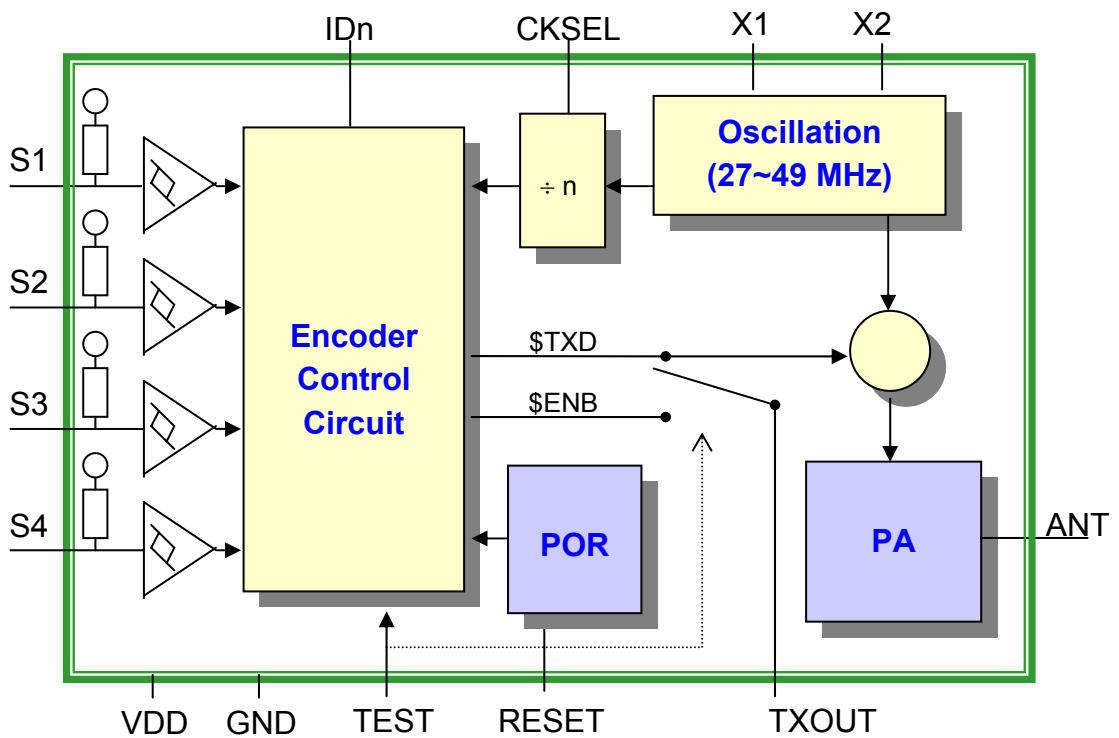 IDn
CKSEL
X1
X2
S1
S2
S3
S4
Oscillation
(27~49 MHz)
÷ n
Encoder
Control
Circuit
$TXD
$ENB
POR
PA
ANT
VDD
GND
TEST
RESET
TXOUT